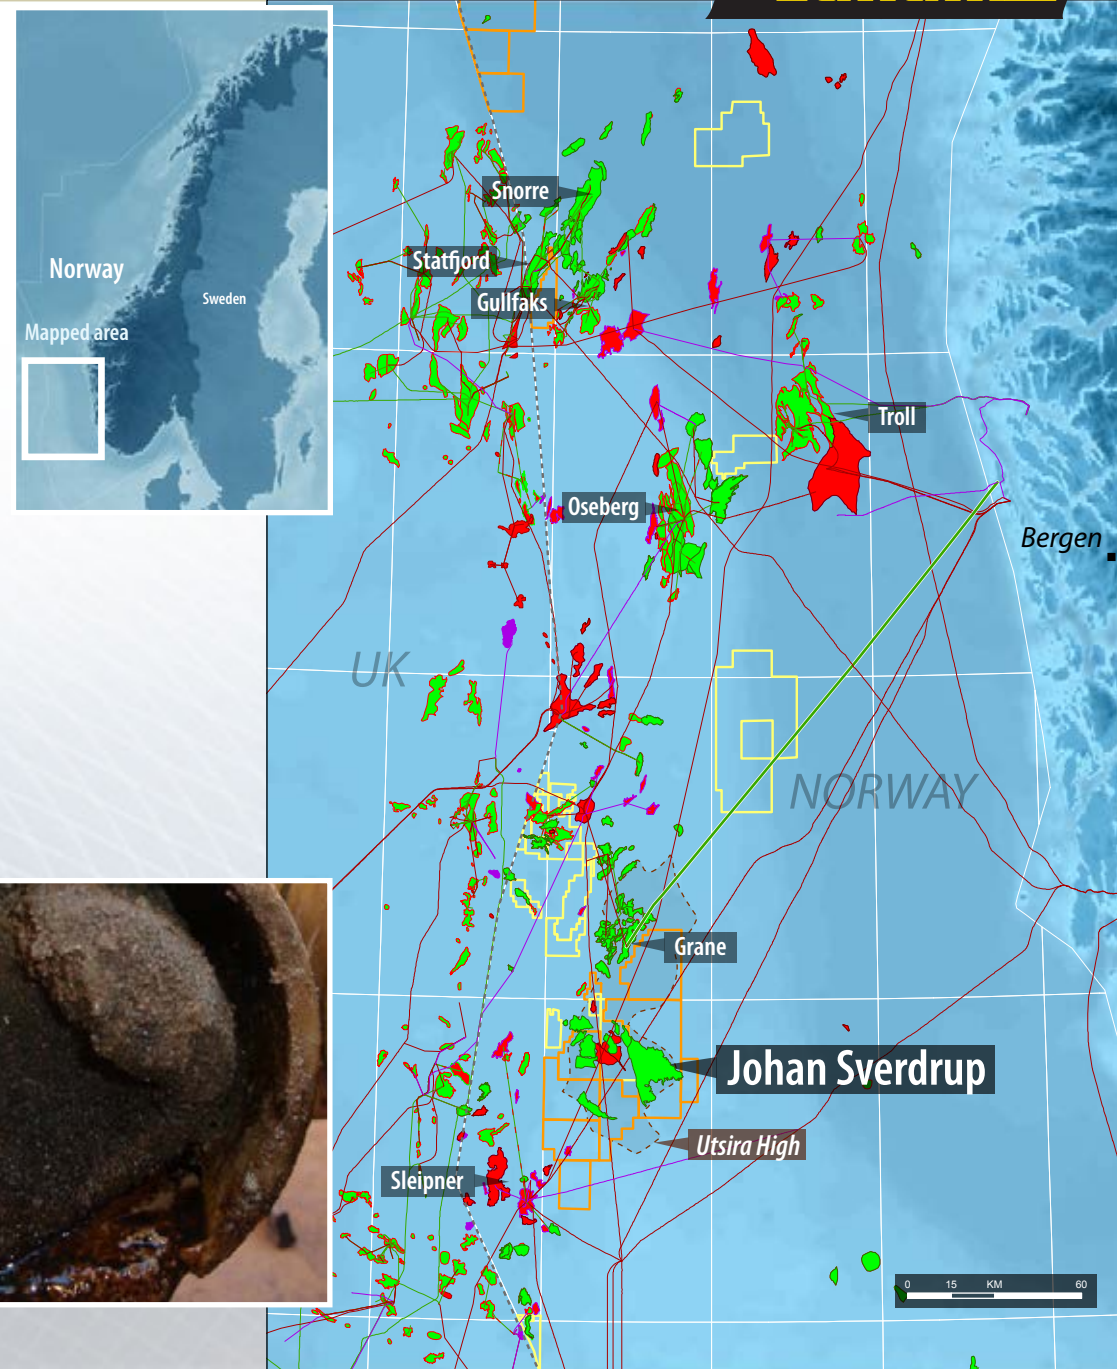 Norway
Sweden
Mapped area
Snorre
Statfjord
Gullfaks
Troll
Oseberg
Bergen
UK
NORWAY
Grane
Johan Sverdrup
Utsira High
Sleipner
0 15 KM 60